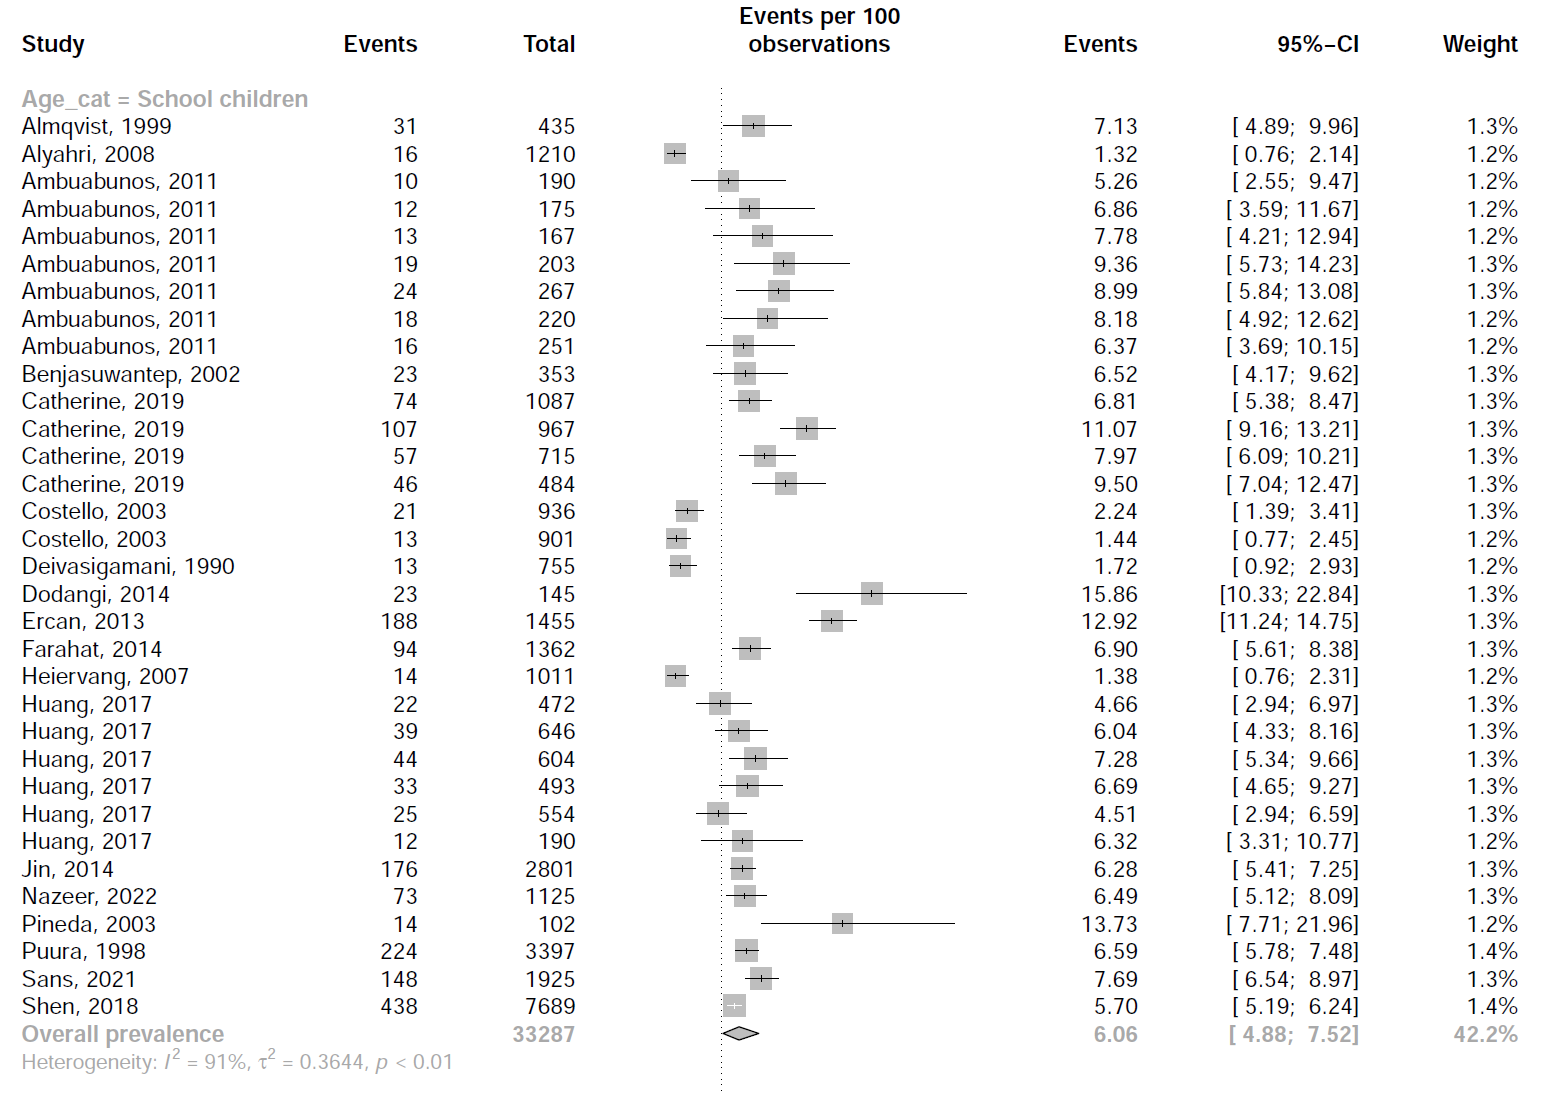 Events per 100
Study Events Total observations Events 95%−CI Weight
Age_cat = School children
Almqvist, 1999 31 435 7.13 [ 4.89; 9.96] 1.3%
Alyahri, 2008 16 1210 1.32 [ 0.76; 2.14] 1.2%
Ambuabunos, 2011 10 190 5.26 [ 2.55; 9.47] 1.2%
Ambuabunos, 2011 12 175 6.86 [ 3.59; 11.67] 1.2%
Ambuabunos, 2011 13 167 7.78 [ 4.21; 12.94] 1.2%
Ambuabunos, 2011 19 203 9.36 [ 5.73; 14.23] 1.3%
Ambuabunos, 2011 24 267 8.99 [ 5.84; 13.08] 1.3%
Ambuabunos, 2011 18 220 8.18 [ 4.92; 12.62] 1.2%
Ambuabunos, 2011 16 251 6.37 [ 3.69; 10.15] 1.2%
Benjasuwantep, 2002 23 353 6.52 [ 4.17; 9.62] 1.3%
Catherine, 2019 74 1087 6.81 [ 5.38; 8.47] 1.3%
Catherine, 2019 107 967 11.07 [ 9.16; 13.21] 1.3%
Catherine, 2019 57 715 7.97 [ 6.09; 10.21] 1.3%
Catherine, 2019 46 484 9.50 [ 7.04; 12.47] 1.3%
Costello, 2003 21 936 2.24 [ 1.39; 3.41] 1.3%
Costello, 2003 13 901 1.44 [ 0.77; 2.45] 1.2%
Deivasigamani, 1990 13 755 1.72 [ 0.92; 2.93] 1.2%
Dodangi, 2014 23 145 15.86 [10.33; 22.84] 1.3%
Ercan, 2013 188 1455 12.92 [11.24; 14.75] 1.3%
Farahat, 2014 94 1362 6.90 [ 5.61; 8.38] 1.3%
Heiervang, 2007 14 1011 1.38 [ 0.76; 2.31] 1.2%
Huang, 2017 22 472 4.66 [ 2.94; 6.97] 1.3%
Huang, 2017 39 646 6.04 [ 4.33; 8.16] 1.3%
Huang, 2017 44 604 7.28 [ 5.34; 9.66] 1.3%
Huang, 2017 33 493 6.69 [ 4.65; 9.27] 1.3%
Huang, 2017 25 554 4.51 [ 2.94; 6.59] 1.3%
Huang, 2017 12 190 6.32 [ 3.31; 10.77] 1.2%
Jin, 2014 176 2801 6.28 [ 5.41; 7.25] 1.3%
Nazeer, 2022 73 1125 6.49 [ 5.12; 8.09] 1.3%
Pineda, 2003 14 102 13.73 [ 7.71; 21.96] 1.2%
Puura, 1998 224 3397 6.59 [ 5.78; 7.48] 1.4%
Sans, 2021 148 1925 7.69 [ 6.54; 8.97] 1.3%
Shen, 2018 438 7689 5.70 [ 5.19; 6.24] 1.4%
Overall prevalence 33287 6.06 [ 4.88; 7.52] 42.2%
Heterogeneity: I² = 91%, τ² = 0.3644, p < 0.01